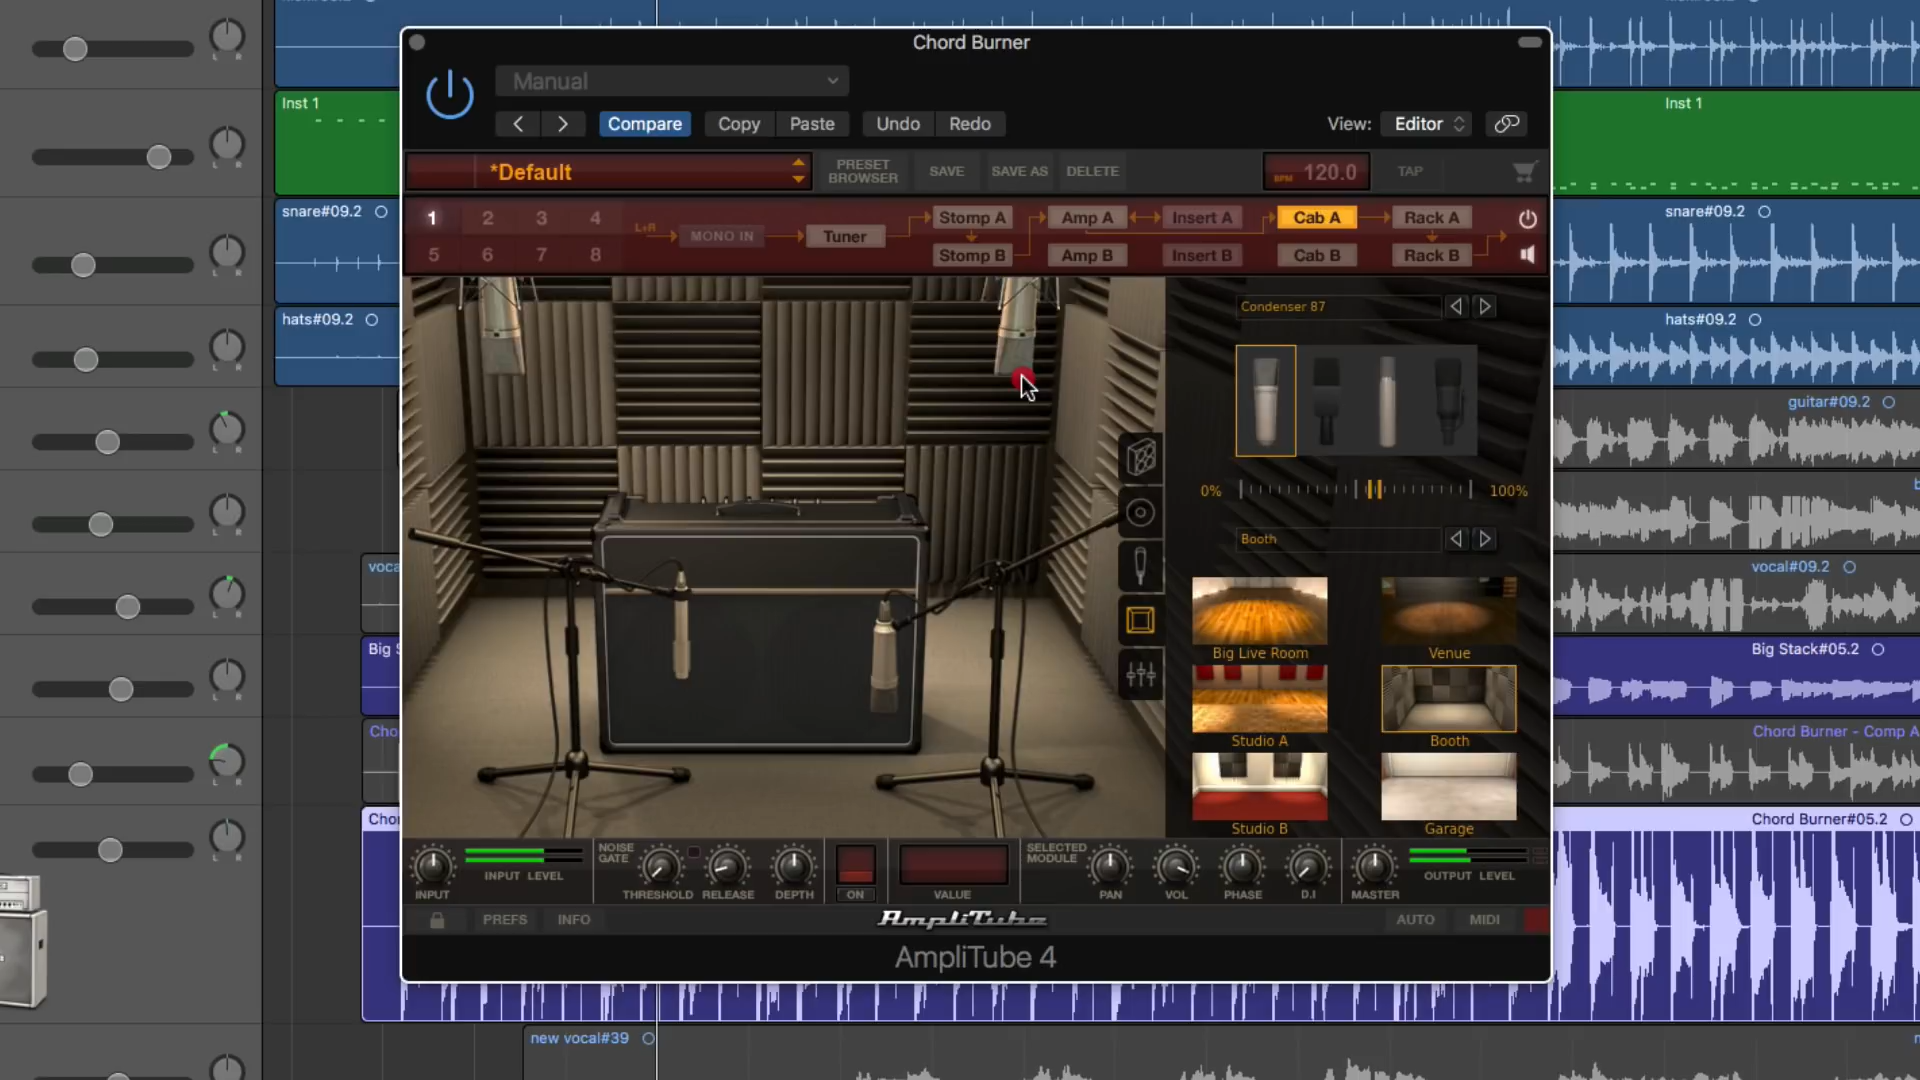 Chord Burner
Manual
Compare Copy Paste Undo Redo View: Editor
*Default PRESET BROWSER SAVE SAVE AS DELETE BPM 120.0 TAP
1 2 3 4
5 6 7 8
L+R MONO IN Tuner
Stomp A Amp A Insert A Cab A Rack A
Stomp B Amp B Insert B Cab B Rack B
Condenser 87
0% 100%
Booth
Big Live Room Venue
Studio A Booth
Studio B Garage
INPUT INPUT LEVEL NOISE GATE THRESHOLD RELEASE DEPTH ON VALUE SELECTED MODULE PAN VOL PHASE D.I MASTER OUTPUT LEVEL
PREFS INFO AmpliTube AUTO MIDI
AmpliTube 4
Inst 1 Inst 1
snare#09.2 snare#09.2
hats#09.2 hats#09.2
guitar#09.2
voca vocal#09.2
Big S Big Stack#05.2
Cho Chord Burner - Comp A
Cho Chord Burner#05.2
new vocal#39
L R
L R
L R
L R
L R
L R
L R
L R
L R
L R